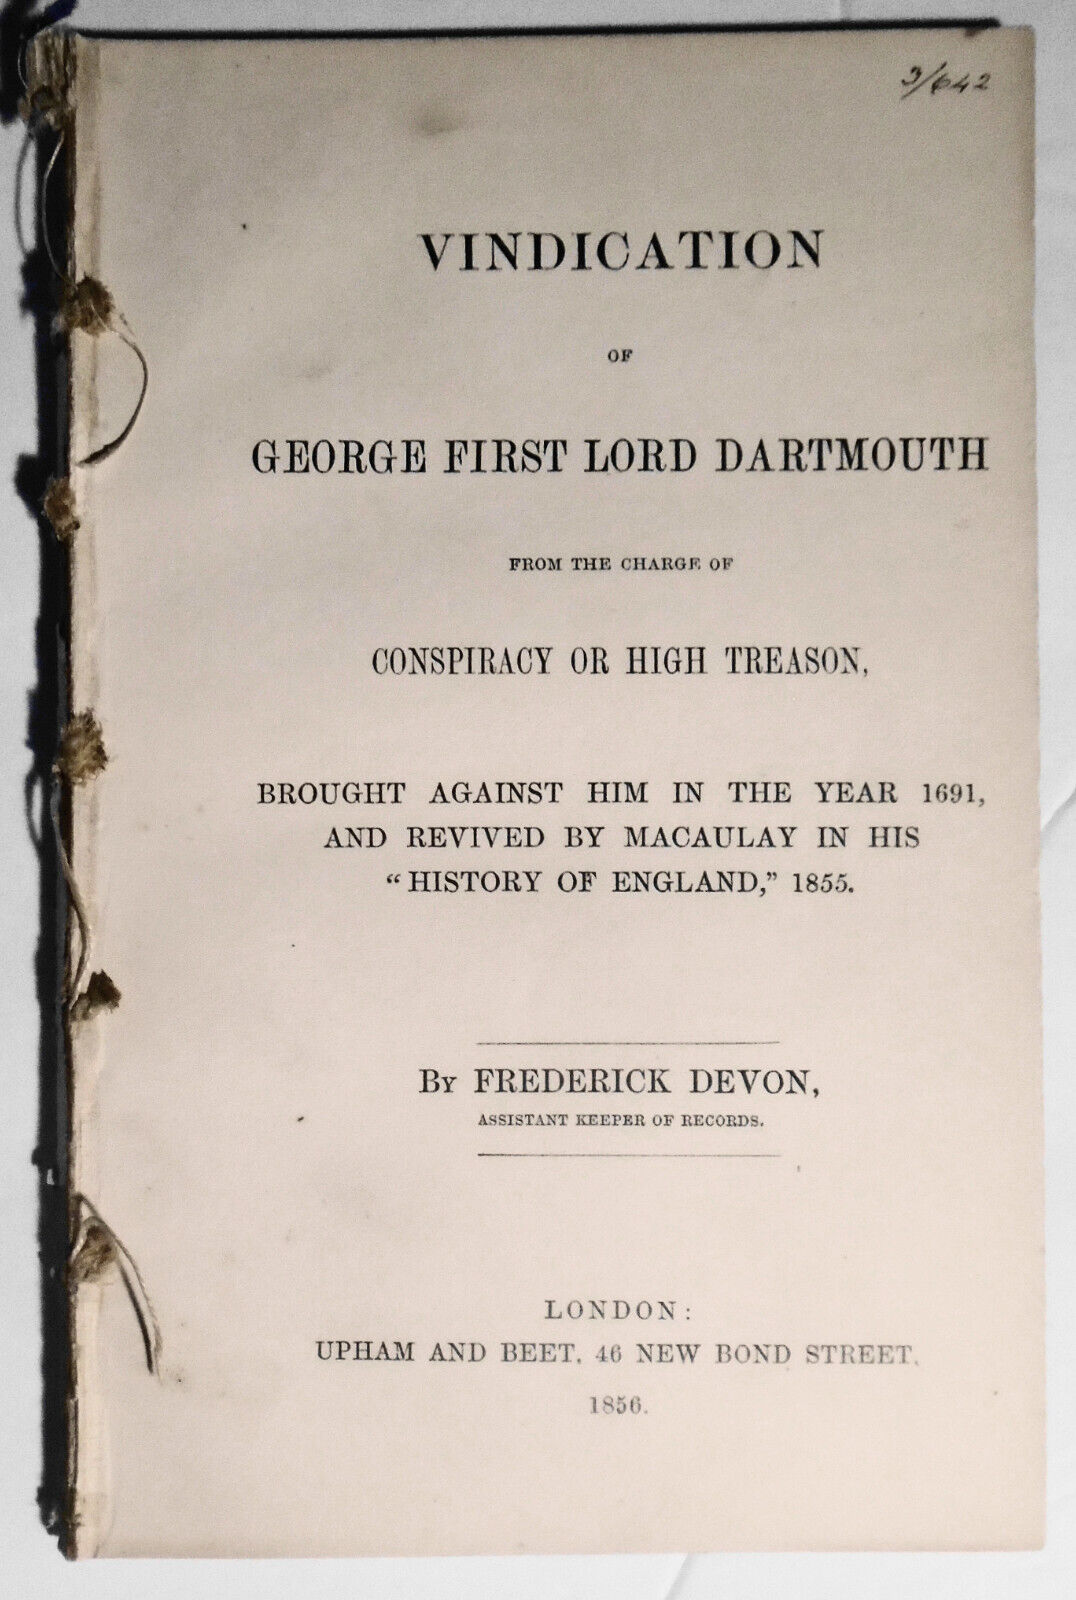 3/642
VINDICATION
OF
GEORGE FIRST LORD DARTMOUTH
FROM THE CHARGE OF
CONSPIRACY OR HIGH TREASON,
BROUGHT AGAINST HIM IN THE YEAR 1691,
AND REVIVED BY MACAULAY IN HIS
“HISTORY OF ENGLAND,” 1855.
BY FREDERICK DEVON,
ASSISTANT KEEPER OF RECORDS.
LONDON:
UPHAM AND BEET, 46 NEW BOND STREET.
1856.